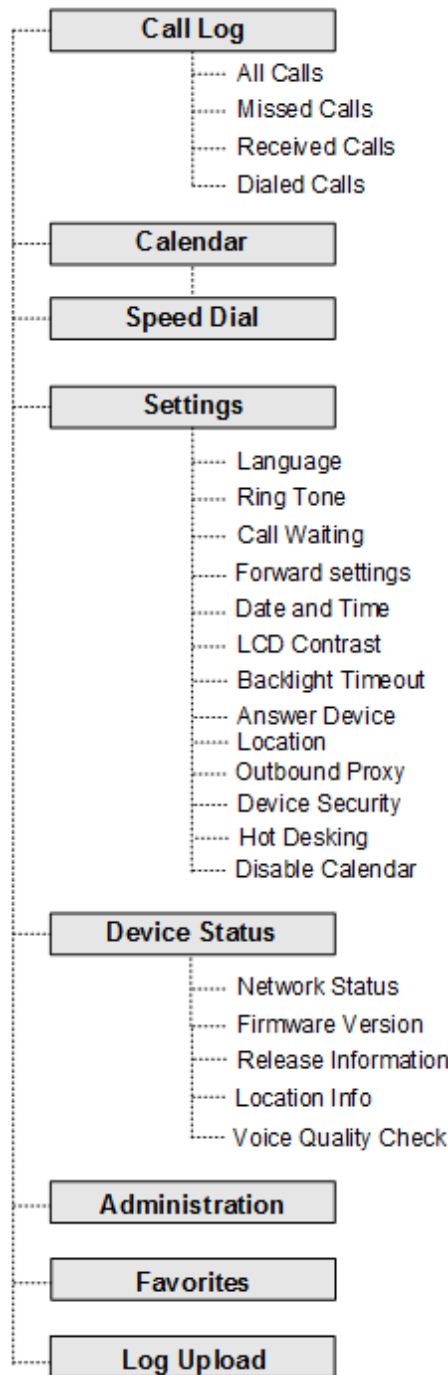 Call Log
All Calls
Missed Calls
Received Calls
Dialed Calls
Calendar
Speed Dial
Settings
Language
Ring Tone
Call Waiting
Forward settings
Date and Time
LCD Contrast
Backlight Timeout
Answer Device
Location
Outbound Proxy
Device Security
Hot Desking
Disable Calendar
Device Status
Network Status
Firmware Version
Release Information
Location Info
Voice Quality Check
Administration
Favorites
Log Upload